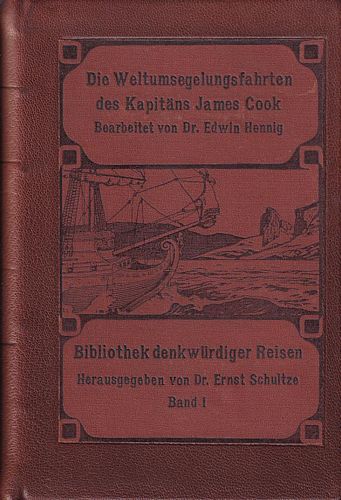 Die Weltumsegelungsfahrten
des Kapitäns James Cook
Bearbeitet von Dr. Edwin Hennig
Bibliothek denkwürdiger Reisen
Herausgegeben von Dr. Ernst Schultze
Band 1